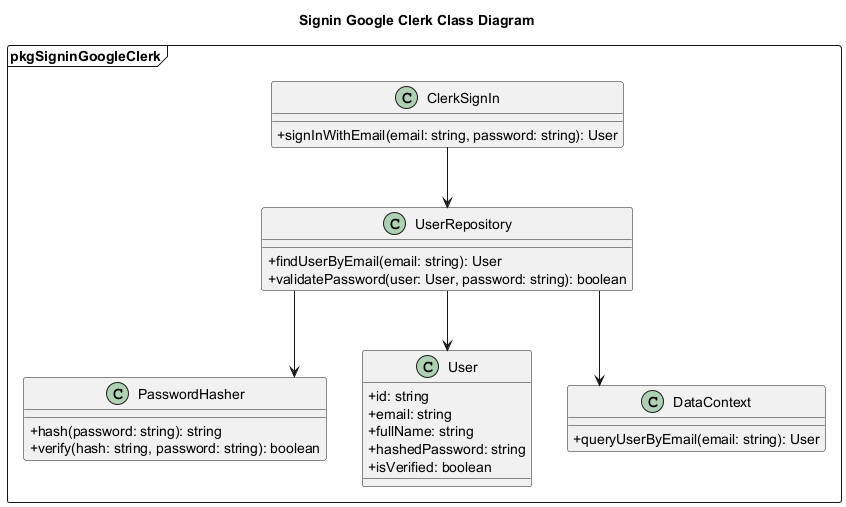 Signin Google Clerk Class Diagram
pkgSigninGoogleClerk
C ClerkSignIn
+signInWithEmail(email: string, password: string): User
C UserRepository
+findUserByEmail(email: string): User
+validatePassword(user: User, password: string): boolean
C PasswordHasher
+hash(password: string): string
+verify(hash: string, password: string): boolean
C User
+id: string
+email: string
+fullName: string
+hashedPassword: string
+isVerified: boolean
C DataContext
+queryUserByEmail(email: string): User